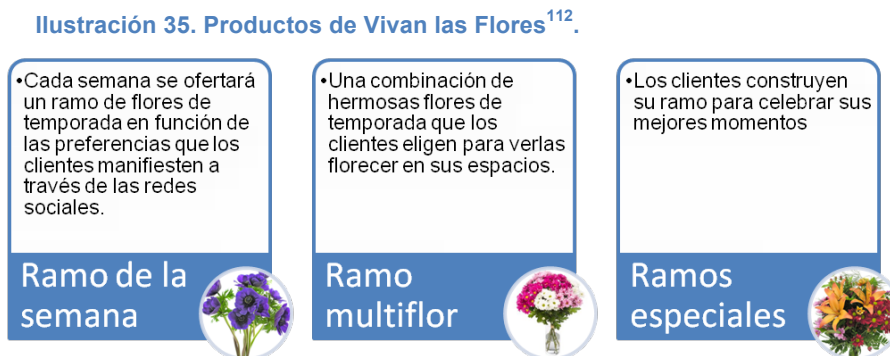 Ilustración 35. Productos de Vivan las Flores112.
•Cada semana se ofertará
un ramo de flores de
temporada en función de
las preferencias que los
clientes manifiesten a
través de las redes
sociales.
Ramo de la
semana
•Una combinación de
hermosas flores de
temporada que los
clientes eligen para verlas
florecer en sus espacios.
Ramo
multiflor
•Los clientes construyen
su ramo para celebrar sus
mejores momentos
Ramos
especiales